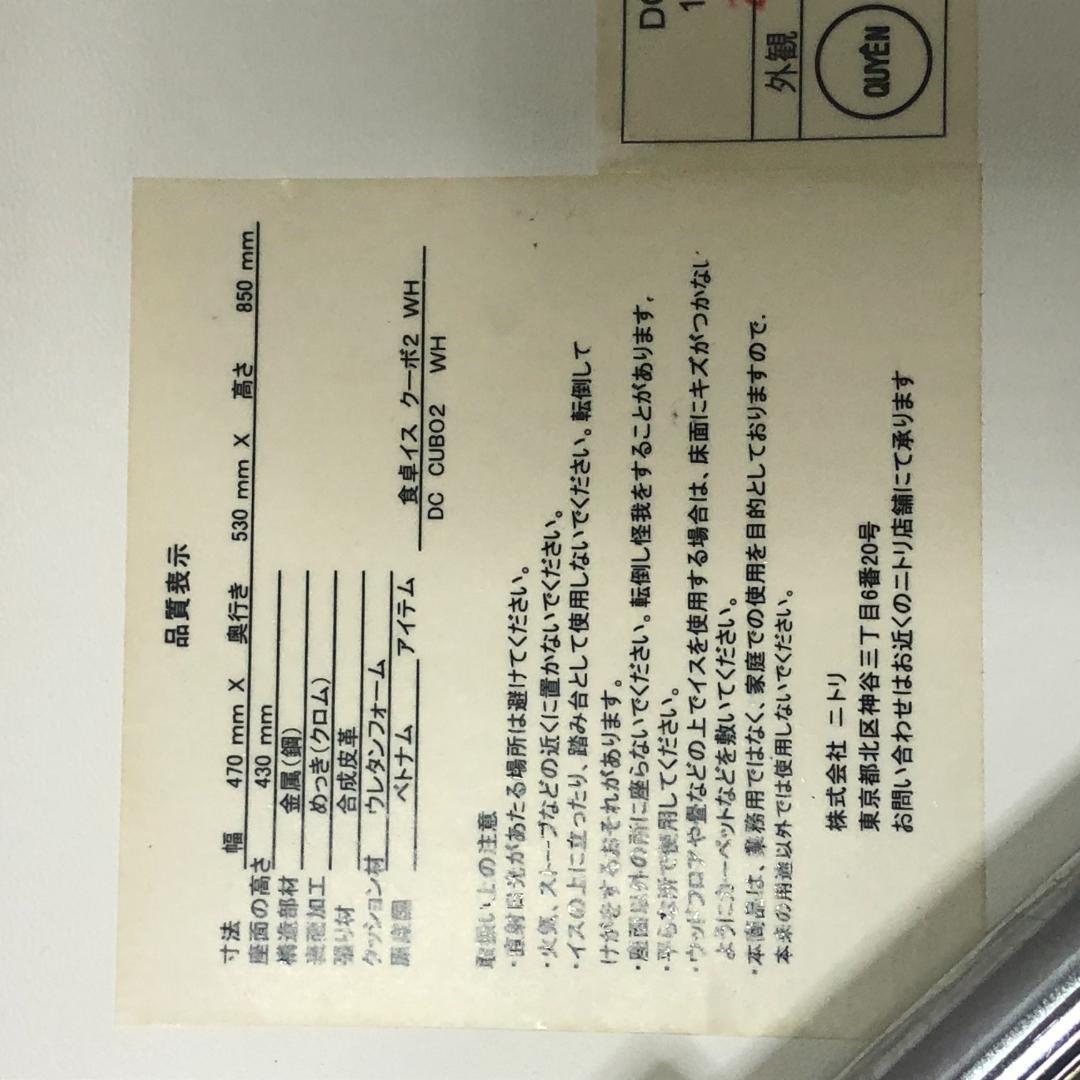 品質表示
寸法 幅 470 mm X 奥行き 530 mm X 高さ 850 mm
座面の高さ 430 mm
構造部材 金属(鋼)
表面加工 めっき(クロム)
張り材 合成皮革
クッション材 ウレタンフォーム
原産国 ベトナム アイテム 食卓イス クーボ2 WH
DC CUBO2 WH
取扱い上の注意
・直射日光があたる場所は避けてください。
・火気、ストーブなどの近くに置かないでください。
・イスの上に立ったり、踏み台として使用しないでください。転倒して
けがをするおそれがあります。
・座面以外の所に座らないでください。転倒し怪我をすることがあります。
・平らな所で使用してください。
・ウッドフロアや畳などの上でイスを使用する場合は、床面にキズがつかない
ようにカーペットなどを敷いてください。
・本商品は、業務用ではなく、家庭での使用を目的としておりますので、
本来の用途以外では使用しないでください。
株式会社 ニトリ
東京都北区神谷三丁目6番20号
お問い合わせはお近くのニトリ店舗にて承ります
外観
QUYÊN